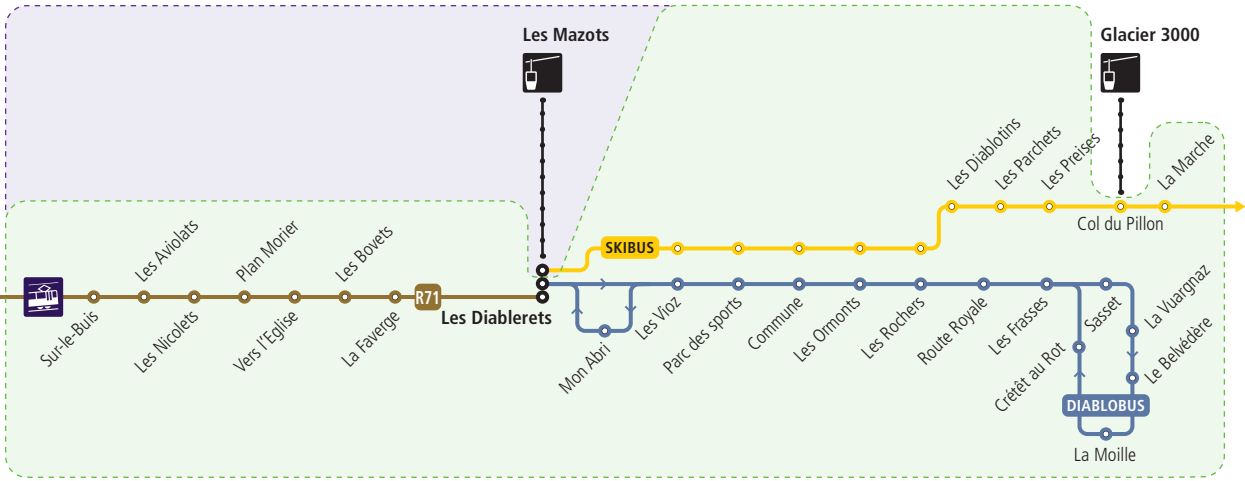 Les Mazots
Glacier 3000
Les Diablotins
Les Parchets
Les Preises
La Marche
Col du Pillon
SKIBUS
Les Aviolats
Plan Morier
Les Bovets
R71
Les Diablerets
Sur-le-Buis
Les Nicolets
Vers l'Eglise
La Faverge
Mon Abri
Les Vioz
Parc des sports
Commune
Les Ormonts
Les Rochers
Route Royale
Les Frasses
Sasset
La Vuargnaz
Crétêt au Rot
Le Belvédère
DIABLOBUS
La Moille